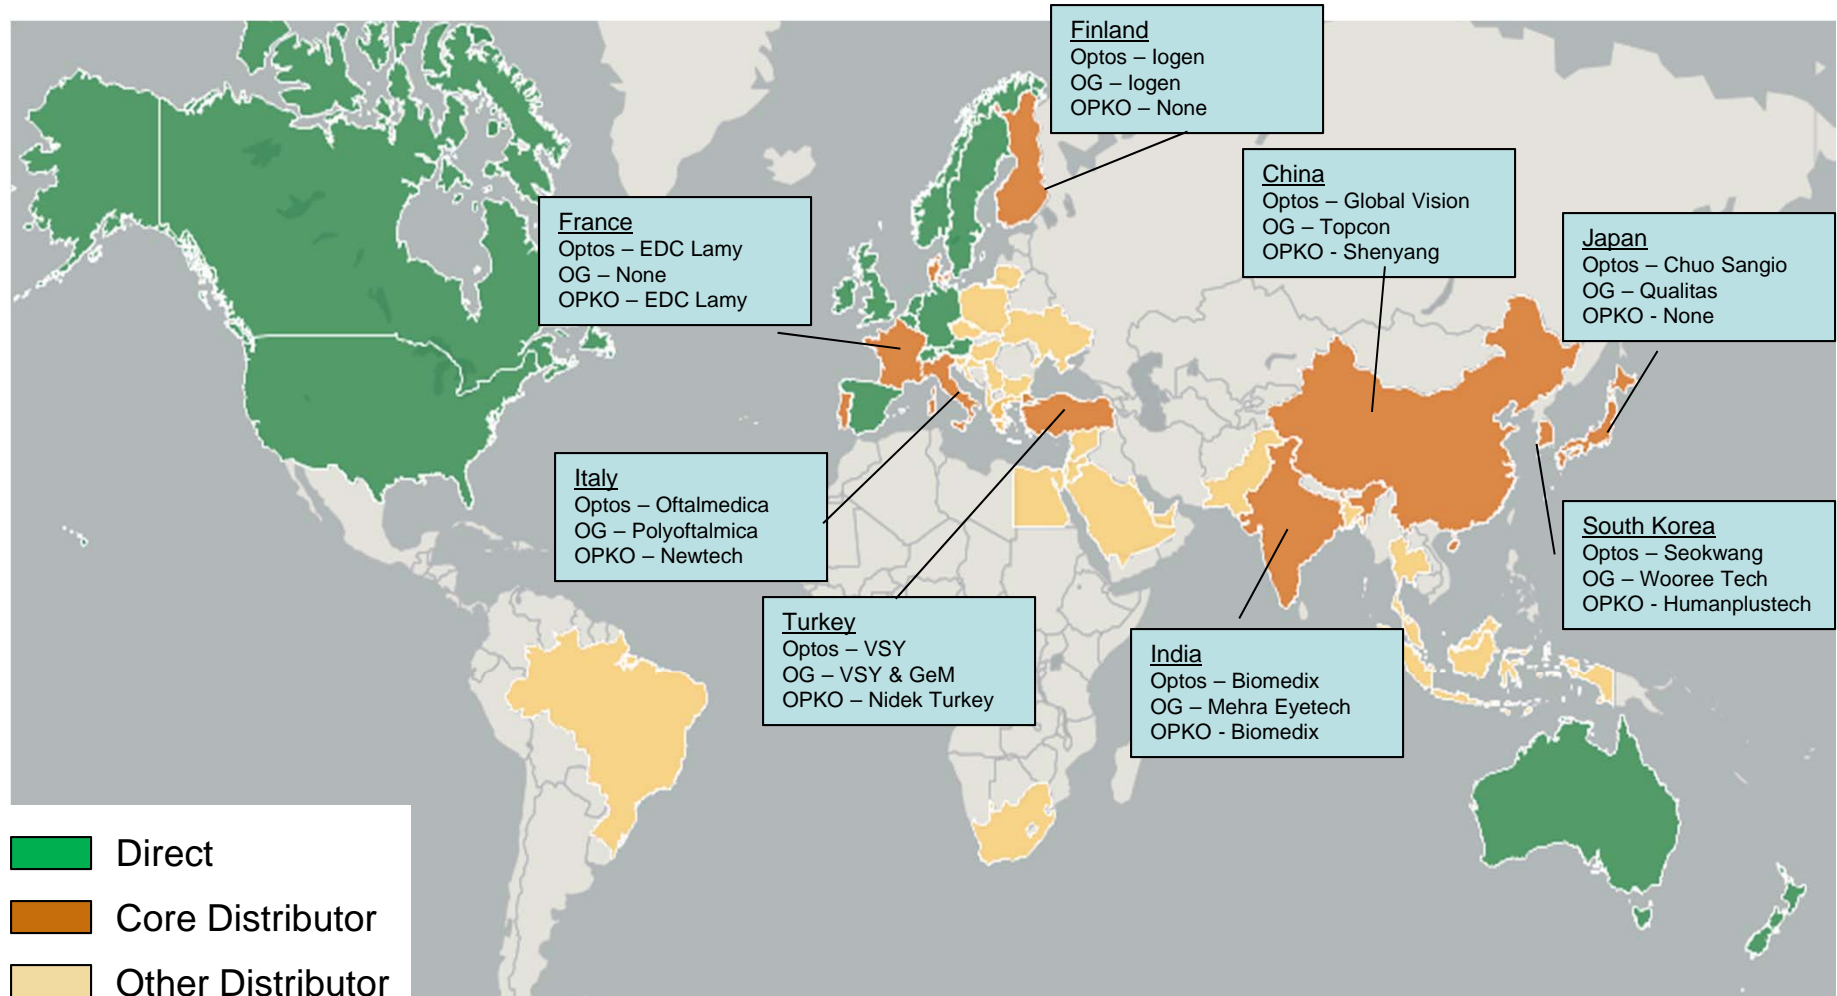 Finland
Optos – Iogen
OG – Iogen
OPKO – None
China
Optos – Global Vision
OG – Topcon
OPKO - Shenyang
France
Optos – EDC Lamy
OG – None
OPKO – EDC Lamy
Japan
Optos – Chuo Sangio
OG – Qualitas
OPKO - None
Italy
Optos – Oftalmedica
OG – Polyoftalmica
OPKO – Newtech
South Korea
Optos – Seokwang
OG – Wooree Tech
OPKO - Humanplustech
Turkey
Optos – VSY
OG – VSY & GeM
OPKO – Nidek Turkey
India
Optos – Biomedix
OG – Mehra Eyetech
OPKO - Biomedix
Direct
Core Distributor
Other Distributor